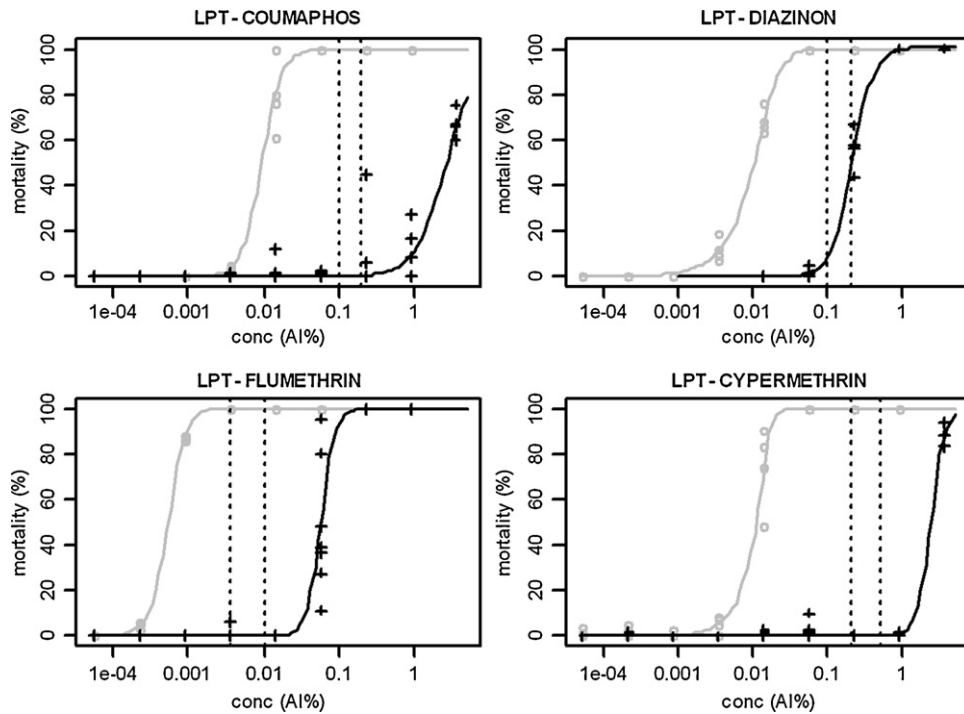 LPT - COUMAPHOS
mortality (%)
100
80
60
40
20
0
1e-04
0.001
0.01
0.1
1
conc (AI%)
LPT - DIAZINON
mortality (%)
100
80
60
40
20
0
1e-04
0.001
0.01
0.1
1
conc (AI%)
LPT - FLUMETHRIN
mortality (%)
100
80
60
40
20
0
1e-04
0.001
0.01
0.1
1
conc (AI%)
LPT - CYPERMETHRIN
mortality (%)
100
80
60
40
20
0
1e-04
0.001
0.01
0.1
1
conc (AI%)